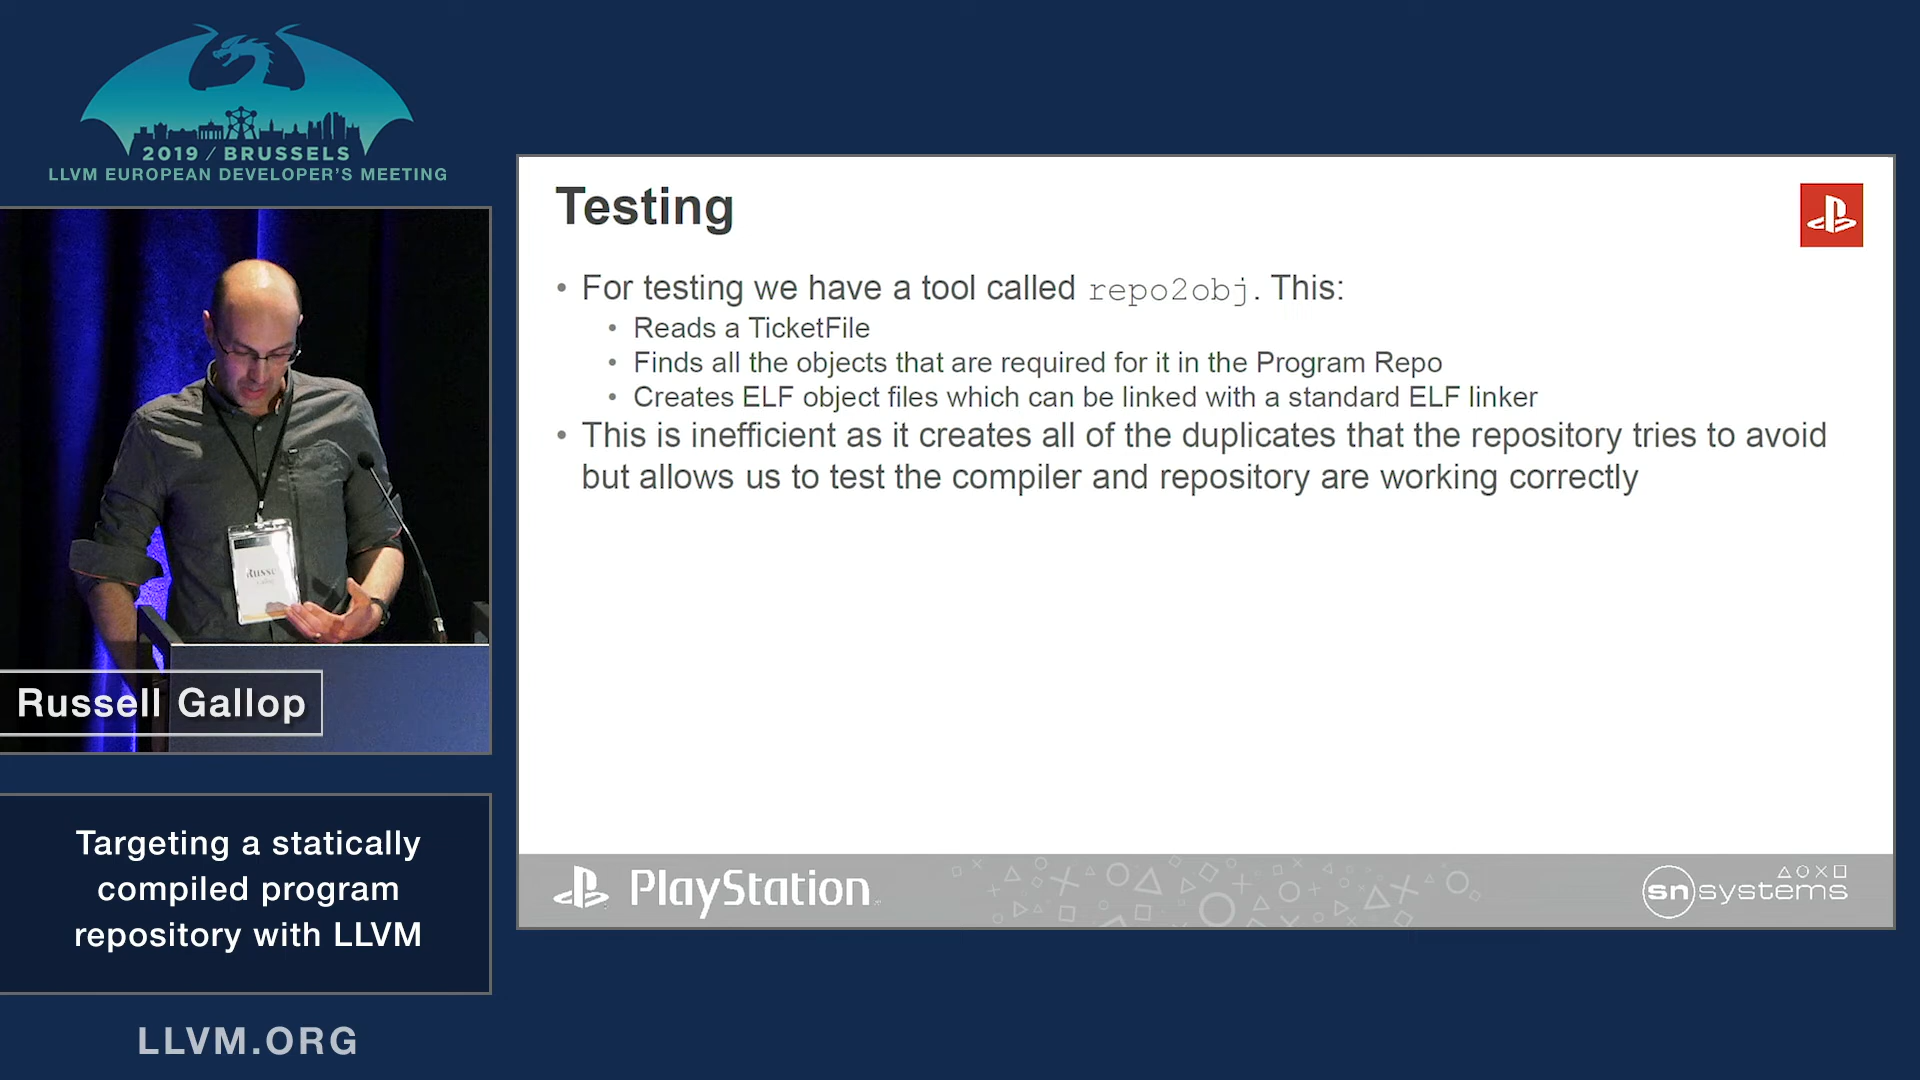 2019 / BRUSSELS
LLVM EUROPEAN DEVELOPER'S MEETING
Russell Gallop
Targeting a statically
compiled program
repository with LLVM
LLVM.ORG
Testing
• For testing we have a tool called repo2obj. This:
• Reads a TicketFile
• Finds all the objects that are required for it in the Program Repo
• Creates ELF object files which can be linked with a standard ELF linker
• This is inefficient as it creates all of the duplicates that the repository tries to avoid
but allows us to test the compiler and repository are working correctly
PlayStation
sn systems